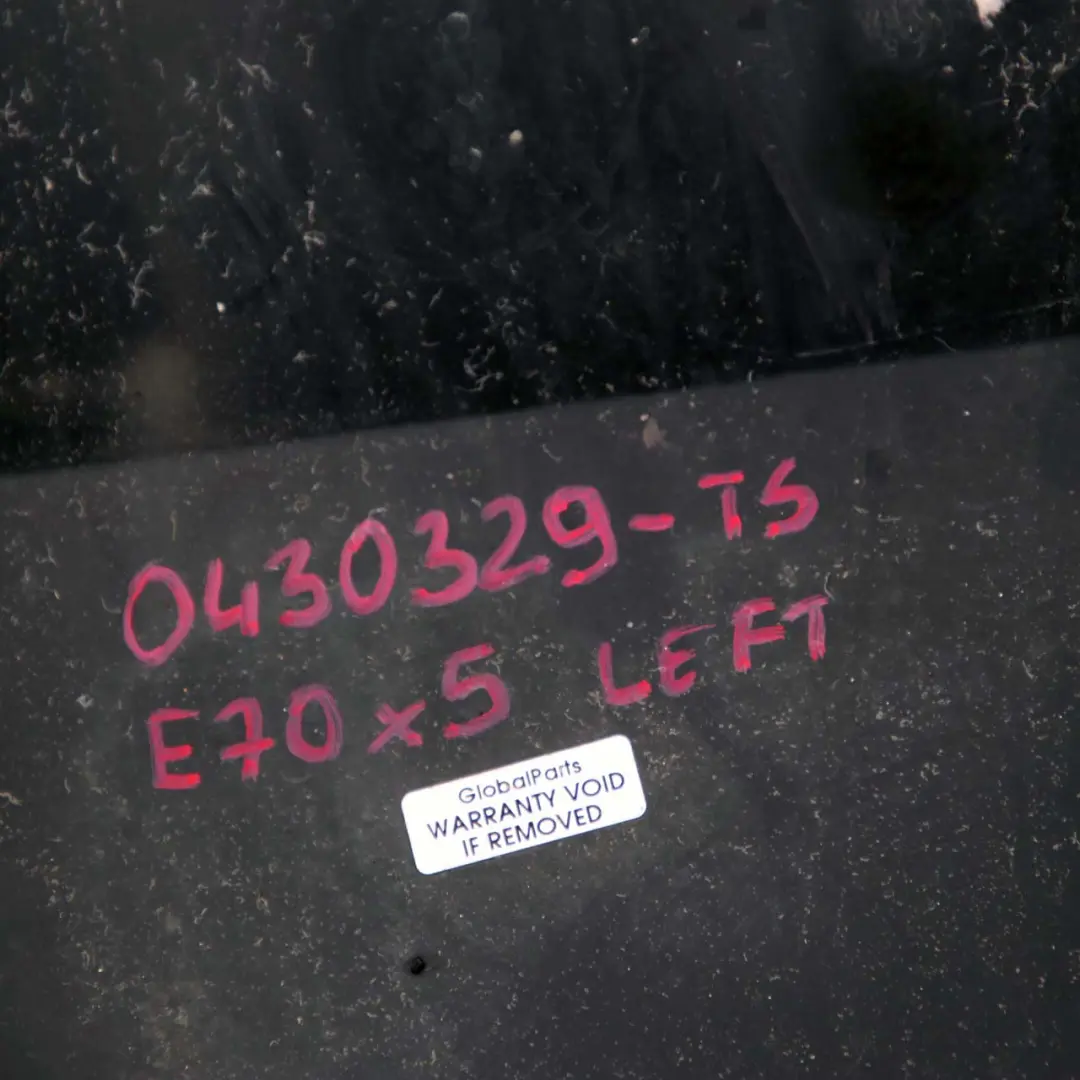 0430329-TS
E70 x5 LEFT
GlobalParts
WARRANTY VOID
IF REMOVED